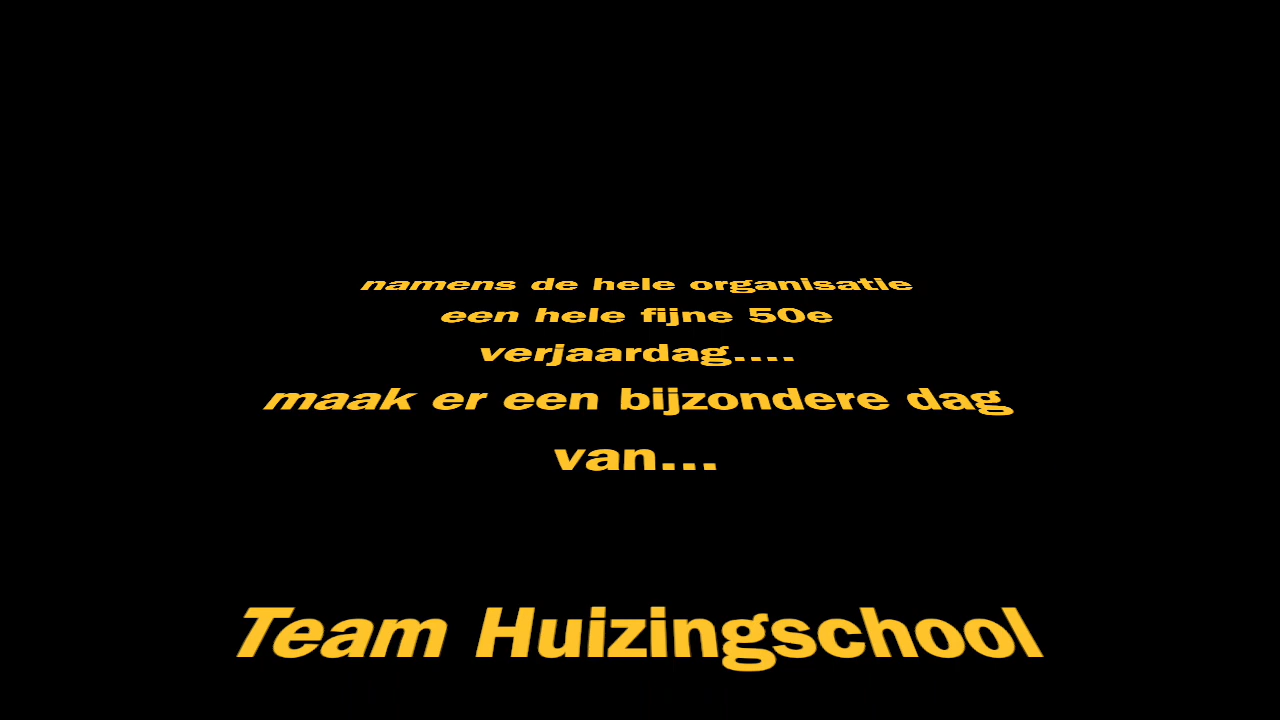 namens de hele organisatie
een hele fijne 50e
verjaardag....
maak er een bijzondere dag
van...
Team Huizingschool